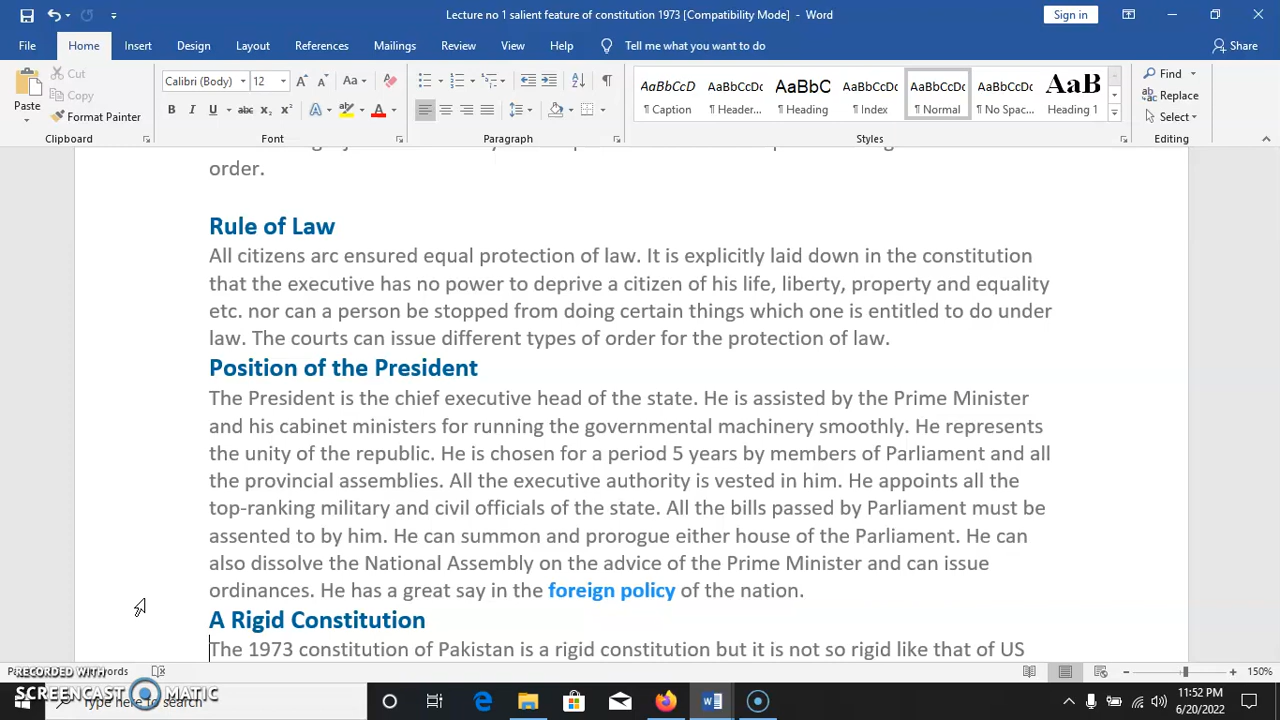 Lecture no 1 salient feature of constitution 1973 [Compatibility Mode] - Word
Sign in
File Home Insert Design Layout References Mailings Review View Help Tell me what you want to do Share
Paste Cut Copy Format Painter
Calibri (Body) 12
AaBbCcD AaBbCcDc AaBbC AaBbCcDc AaBbCcDc AaBbCcDc AaB
¶ Caption ¶ Header... ¶ Heading ¶ Index ¶ Normal ¶ No Spac... Heading 1
Find Replace Select
Clipboard Font Paragraph Styles Editing
order.
Rule of Law
All citizens arc ensured equal protection of law. It is explicitly laid down in the constitution
that the executive has no power to deprive a citizen of his life, liberty, property and equality
etc. nor can a person be stopped from doing certain things which one is entitled to do under
law. The courts can issue different types of order for the protection of law.
Position of the President
The President is the chief executive head of the state. He is assisted by the Prime Minister
and his cabinet ministers for running the governmental machinery smoothly. He represents
the unity of the republic. He is chosen for a period 5 years by members of Parliament and all
the provincial assemblies. All the executive authority is vested in him. He appoints all the
top-ranking military and civil officials of the state. All the bills passed by Parliament must be
assented to by him. He can summon and prorogue either house of the Parliament. He can
also dissolve the National Assembly on the advice of the Prime Minister and can issue
ordinances. He has a great say in the foreign policy of the nation.
A Rigid Constitution
The 1973 constitution of Pakistan is a rigid constitution but it is not so rigid like that of US
150%
RECORDED WITH
SCREENCAST MATIC
Type here to search
11:52 PM
6/20/2022